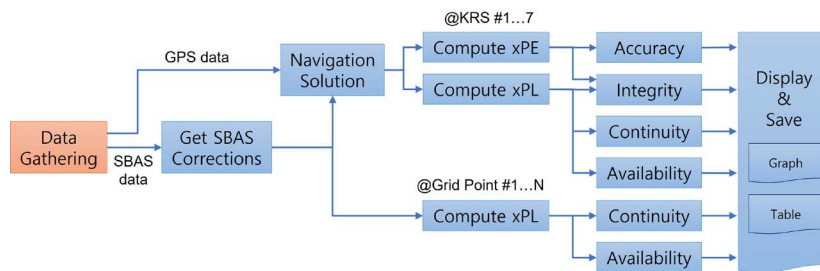 @KRS #1...7
GPS data
Navigation
Solution
Compute xPE
Accuracy
Compute xPL
Integrity
Display
&
Save
Data
Gathering
SBAS
data
Get SBAS
Corrections
Continuity
Availability
Graph
@Grid Point #1...N
Compute xPL
Continuity
Table
Availability